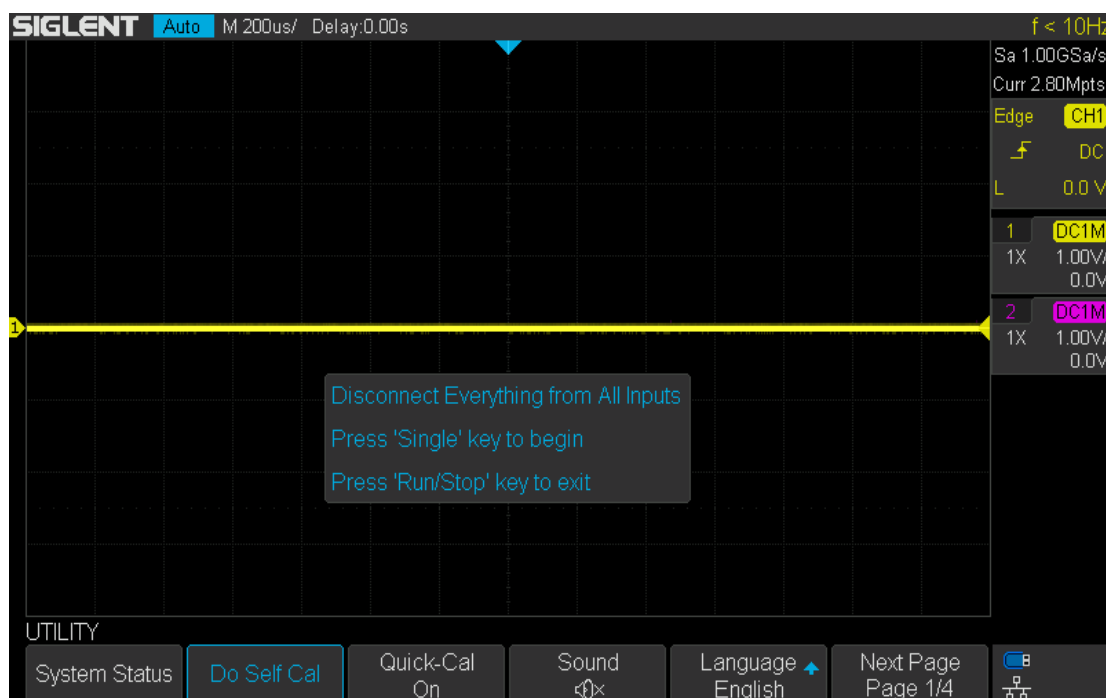 SIGLENT Auto M 200us/ Delay:0.00s f < 10Hz
Sa 1.00GSa/s
Curr 2.80Mpts
Edge CH1
DC
L 0.0 V
1 DC1M
1X 1.00V/
0.0V
2 DC1M
1X 1.00V/
0.0V
1
Disconnect Everything from All Inputs
Press 'Single' key to begin
Press 'Run/Stop' key to exit
UTILITY
System Status
Do Self Cal
Quick-Cal
On
Sound
Language
English
Next Page
Page 1/4